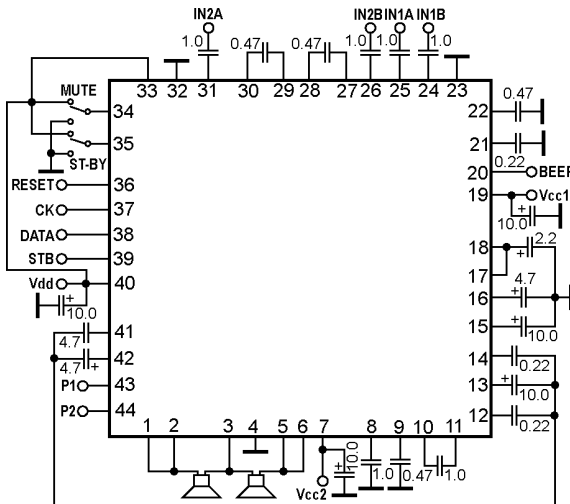 IN2A IN2B IN1A IN1B
1.0 0.47 0.47 1.0 1.0 1.0
33 32 31 30 29 28 27 26 25 24 23
MUTE
34
35
ST-BY
RESET 36
CK 37
DATA 38
STB 39
Vdd 40
10.0
41
4.7
42
4.7 +
P1 43
P2 44
22 0.47
21
0.22
20 BEEP
19 Vcc1
+
10.0
18 + 2.2
17
16 + 4.7
15 + 10.0
14 0.22
13 + 10.0
12 0.22
1 2 3 4 5 6 7 8 9 10 11
+ 10.0 1.0 0.47 1.0
Vcc2